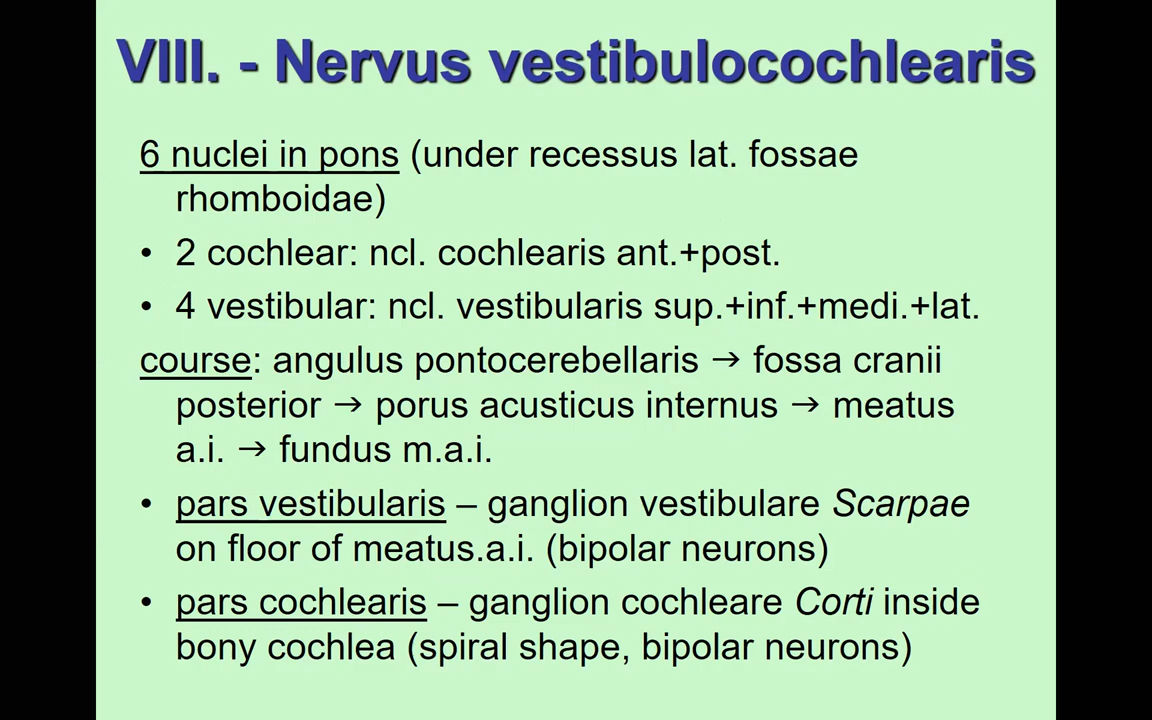 VIII. - Nervus vestibulocochlearis
6 nuclei in pons (under recessus lat. fossae
rhomboidae)
• 2 cochlear: ncl. cochlearis ant.+post.
• 4 vestibular: ncl. vestibularis sup.+inf.+medi.+lat.
course: angulus pontocerebellaris → fossa cranii
posterior → porus acusticus internus → meatus
a.i. → fundus m.a.i.
• pars vestibularis – ganglion vestibulare Scarpae
on floor of meatus.a.i. (bipolar neurons)
• pars cochlearis – ganglion cochleare Corti inside
bony cochlea (spiral shape, bipolar neurons)